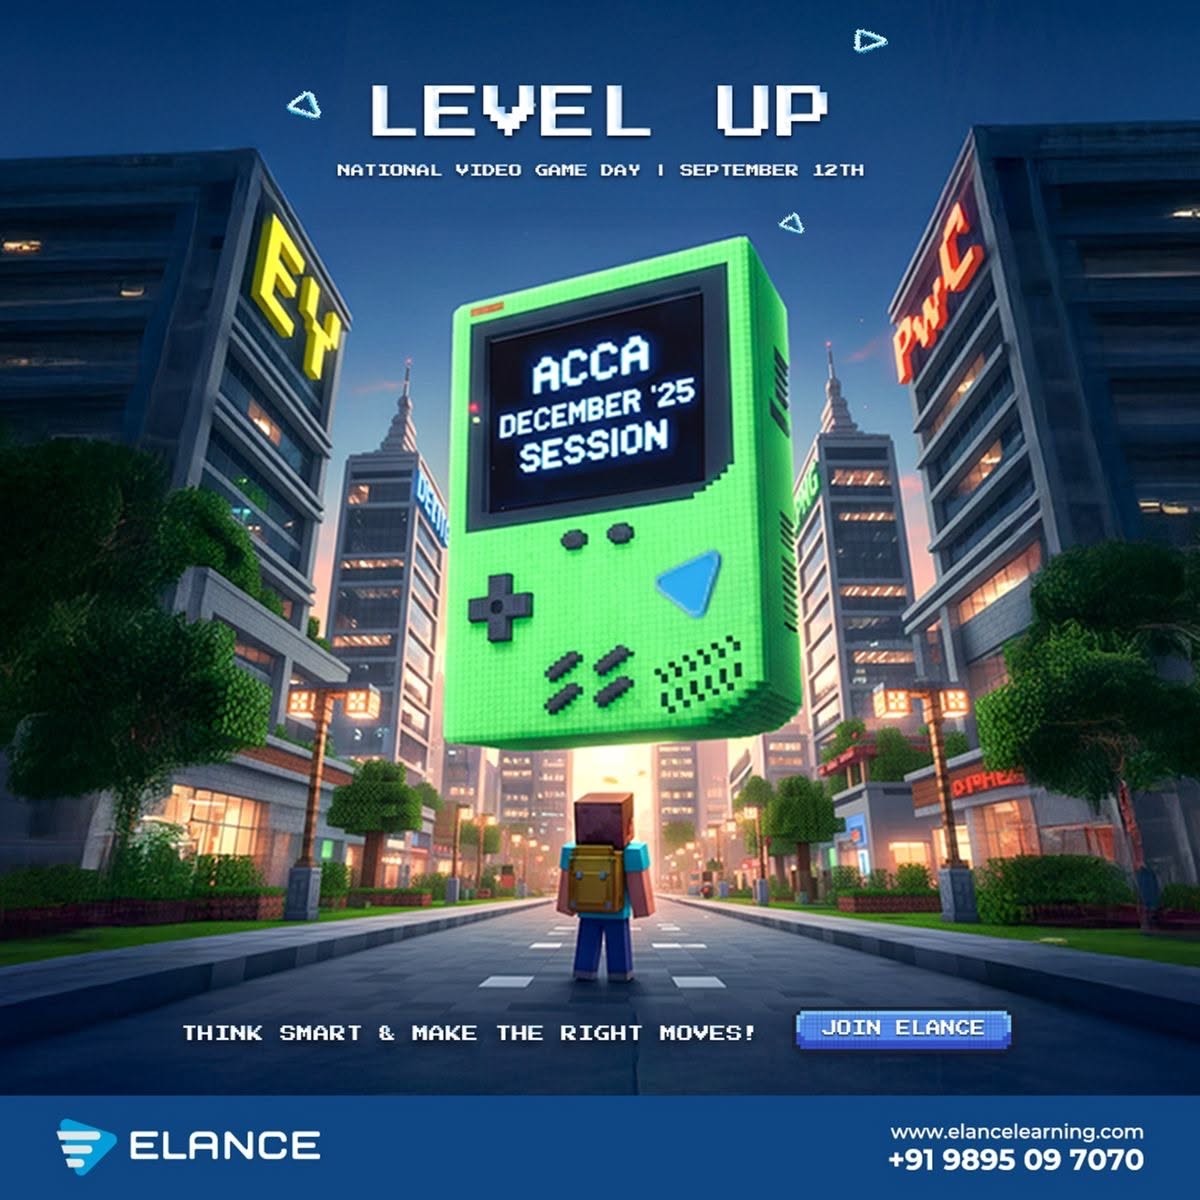 LEVEL UP
NATIONAL VIDEO GAME DAY | SEPTEMBER 12TH
EY
PwC
ACCA
DECEMBER '25
SESSION
THINK SMART & MAKE THE RIGHT MOVES!
JOIN ELANCE
ELANCE
www.elancelearning.com
+91 9895 09 7070